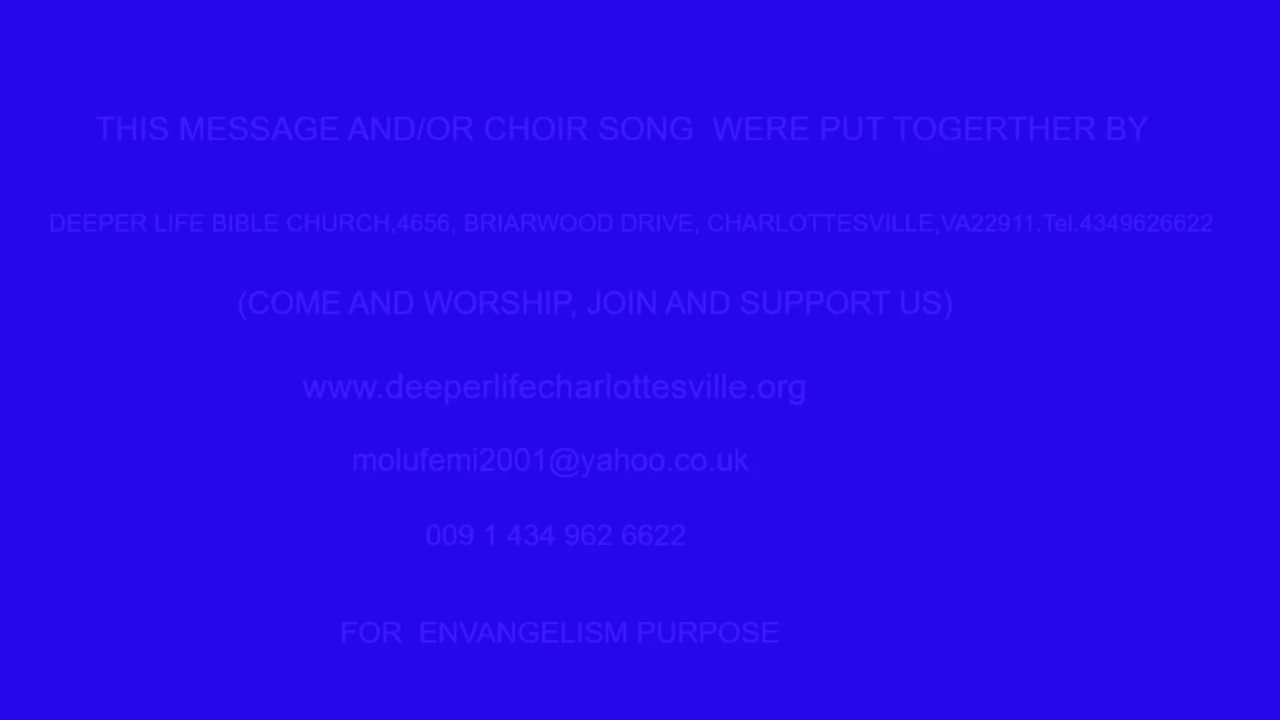 THIS MESSAGE AND/OR CHOIR SONG  WERE PUT TOGERTHER BY
DEEPER LIFE BIBLE CHURCH,4656, BRIARWOOD DRIVE, CHARLOTTESVILLE,VA22911.Tel.4349626622
(COME AND WORSHIP, JOIN AND SUPPORT US)
www.deeperlifecharlottesville.org
molufemi2001@yahoo.co.uk
009 1 434 962 6622
FOR  ENVANGELISM PURPOSE